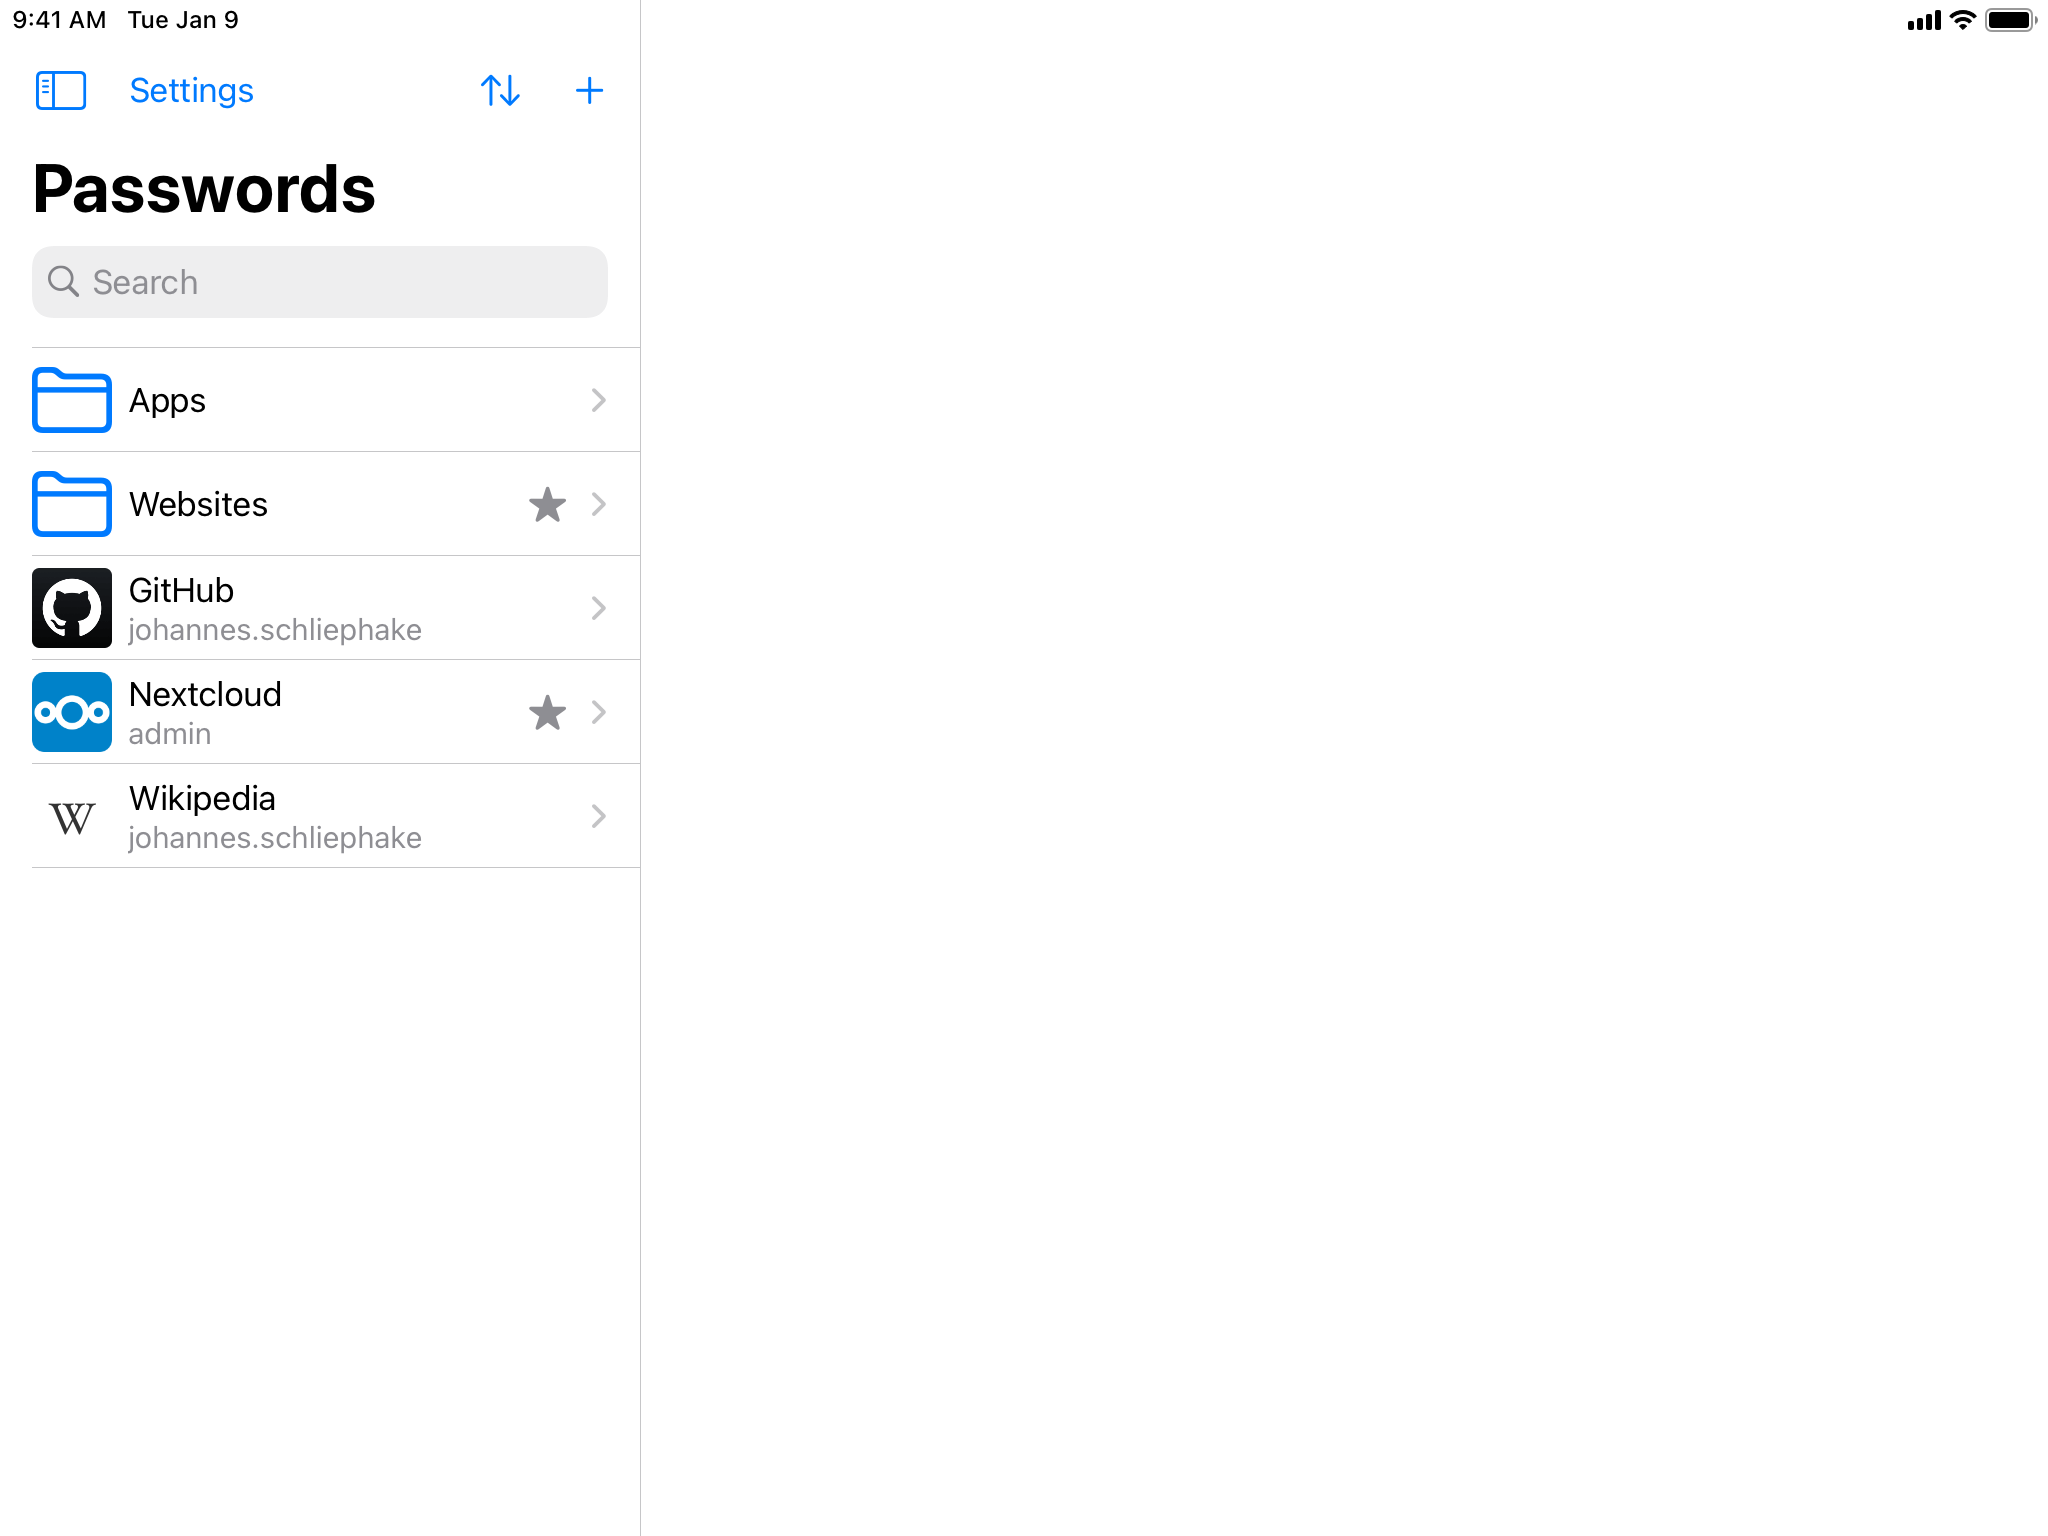 9:41 AM Tue Jan 9
Settings
Passwords
Search
Apps
Websites
GitHub
johannes.schliephake
Nextcloud
admin
W
Wikipedia
johannes.schliephake